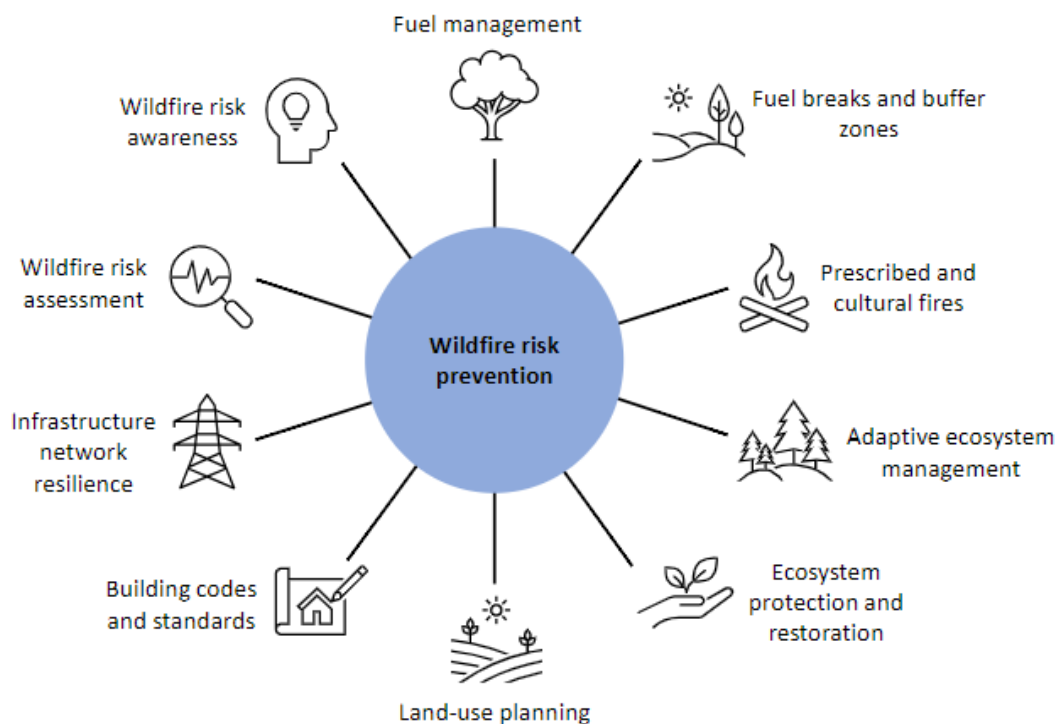 Fuel management
Fuel breaks and buffer
zones
Prescribed and
cultural fires
Adaptive ecosystem
management
Ecosystem
protection and
restoration
Land-use planning
Building codes
and standards
Infrastructure
network
resilience
Wildfire risk
assessment
Wildfire risk
awareness
Wildfire risk
prevention